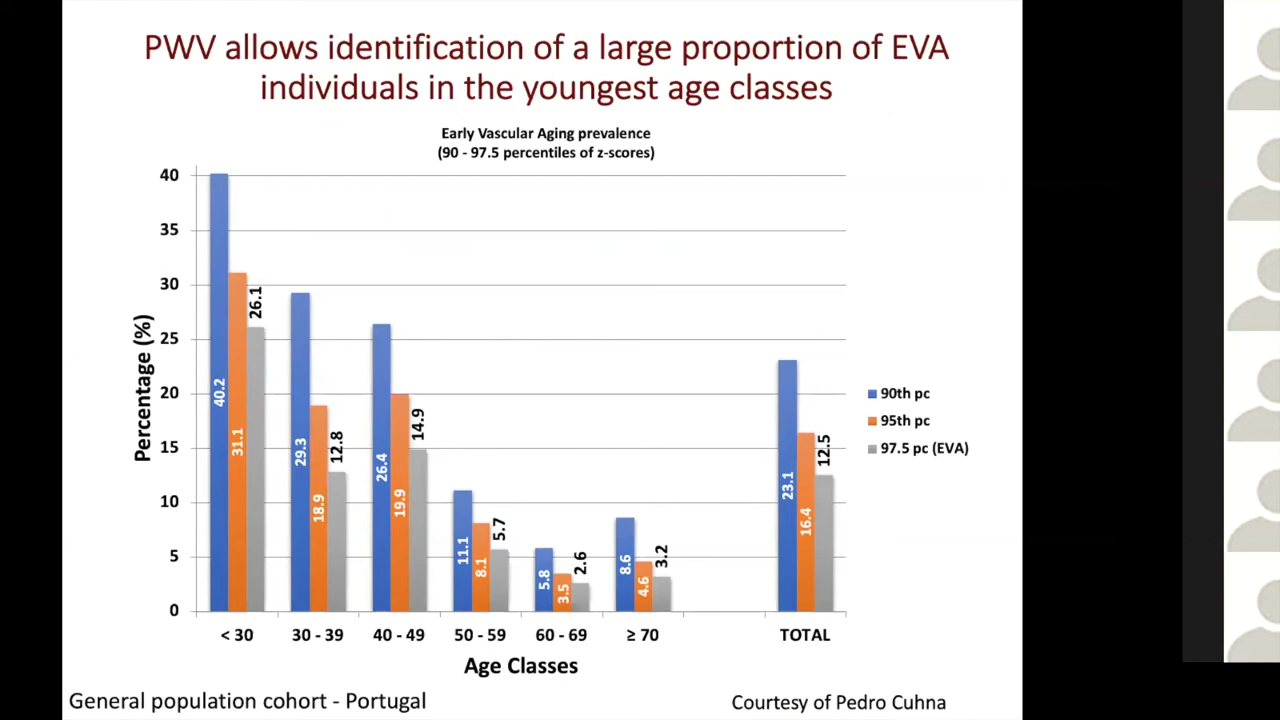 PWV allows identification of a large proportion of EVA
individuals in the youngest age classes
Early Vascular Aging prevalence
(90 - 97.5 percentiles of z-scores)
Percentage (%)
40
35
30
25
20
15
10
5
0
40.2
31.1
26.1
29.3
18.9
12.8
26.4
19.9
14.9
11.1
8.1
5.7
5.8
3.5
2.6
8.6
4.6
3.2
23.1
16.4
12.5
90th pc
95th pc
97.5 pc (EVA)
< 30
30 - 39
40 - 49
50 - 59
60 - 69
≥ 70
TOTAL
Age Classes
General population cohort - Portugal
Courtesy of Pedro Cuhna